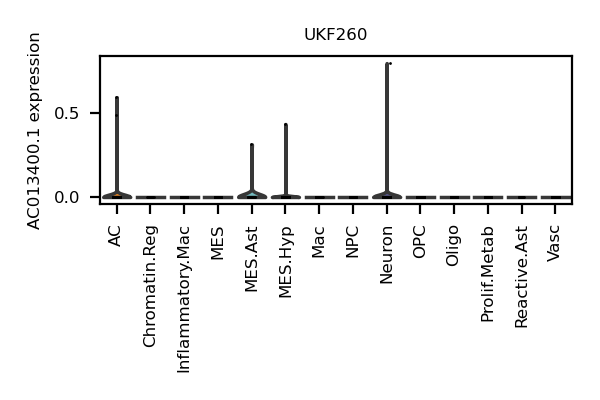 UKF260
AC013400.1 expression
0.5
0.0
AC
Chromatin.Reg
Inflammatory.Mac
MES
MES.Ast
MES.Hyp
Mac
NPC
Neuron
OPC
Oligo
Prolif.Metab
Reactive.Ast
Vasc